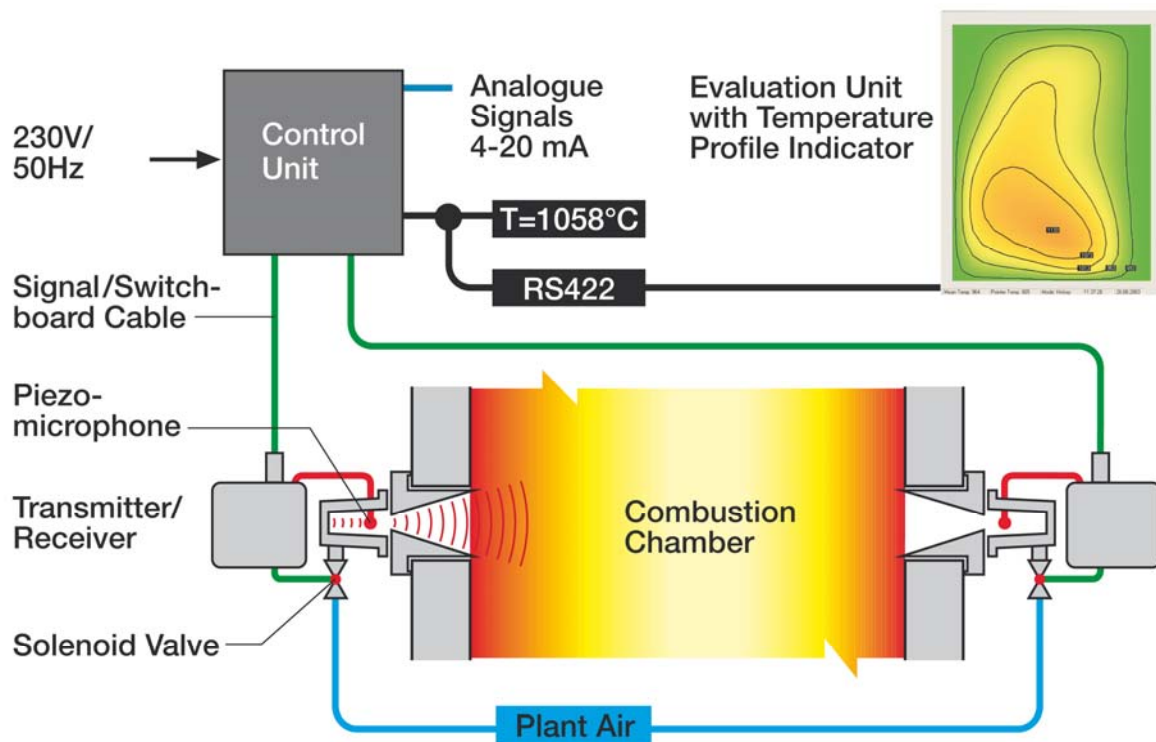 230V/
50Hz
Control
Unit
Analogue
Signals
4-20 mA
Evaluation Unit
with Temperature
Profile Indicator
T=1058°C
RS422
Signal/Switch-
board Cable
Piezo-
microphone
Transmitter/
Receiver
Solenoid Valve
Combustion
Chamber
Plant Air